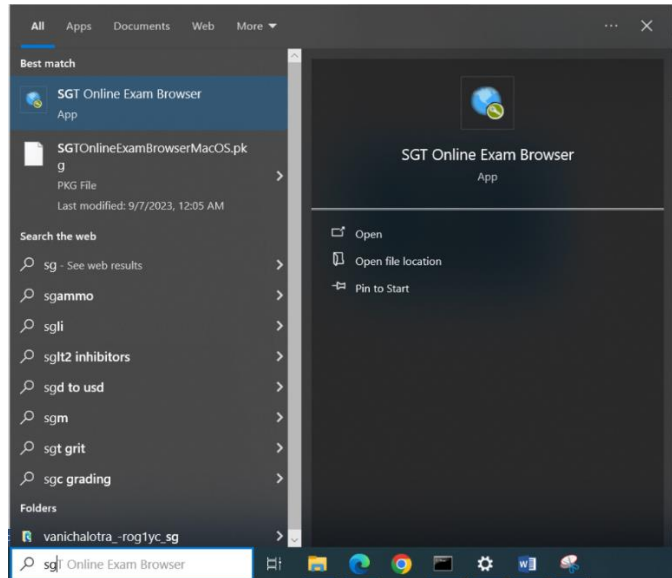 All Apps Documents Web More
Best match
SGT Online Exam Browser
App
SGTOnlineExamBrowserMacOS.pk
g
PKG File
Last modified: 9/7/2023, 12:05 AM
Search the web
sg - See web results
sgammo
sgli
sglt2 inhibitors
sgd to usd
sgm
sgt grit
sgc grading
Folders
vanichalotra_-rog1yc_sg
sgT Online Exam Browser
SGT Online Exam Browser
App
Open
Open file location
Pin to Start